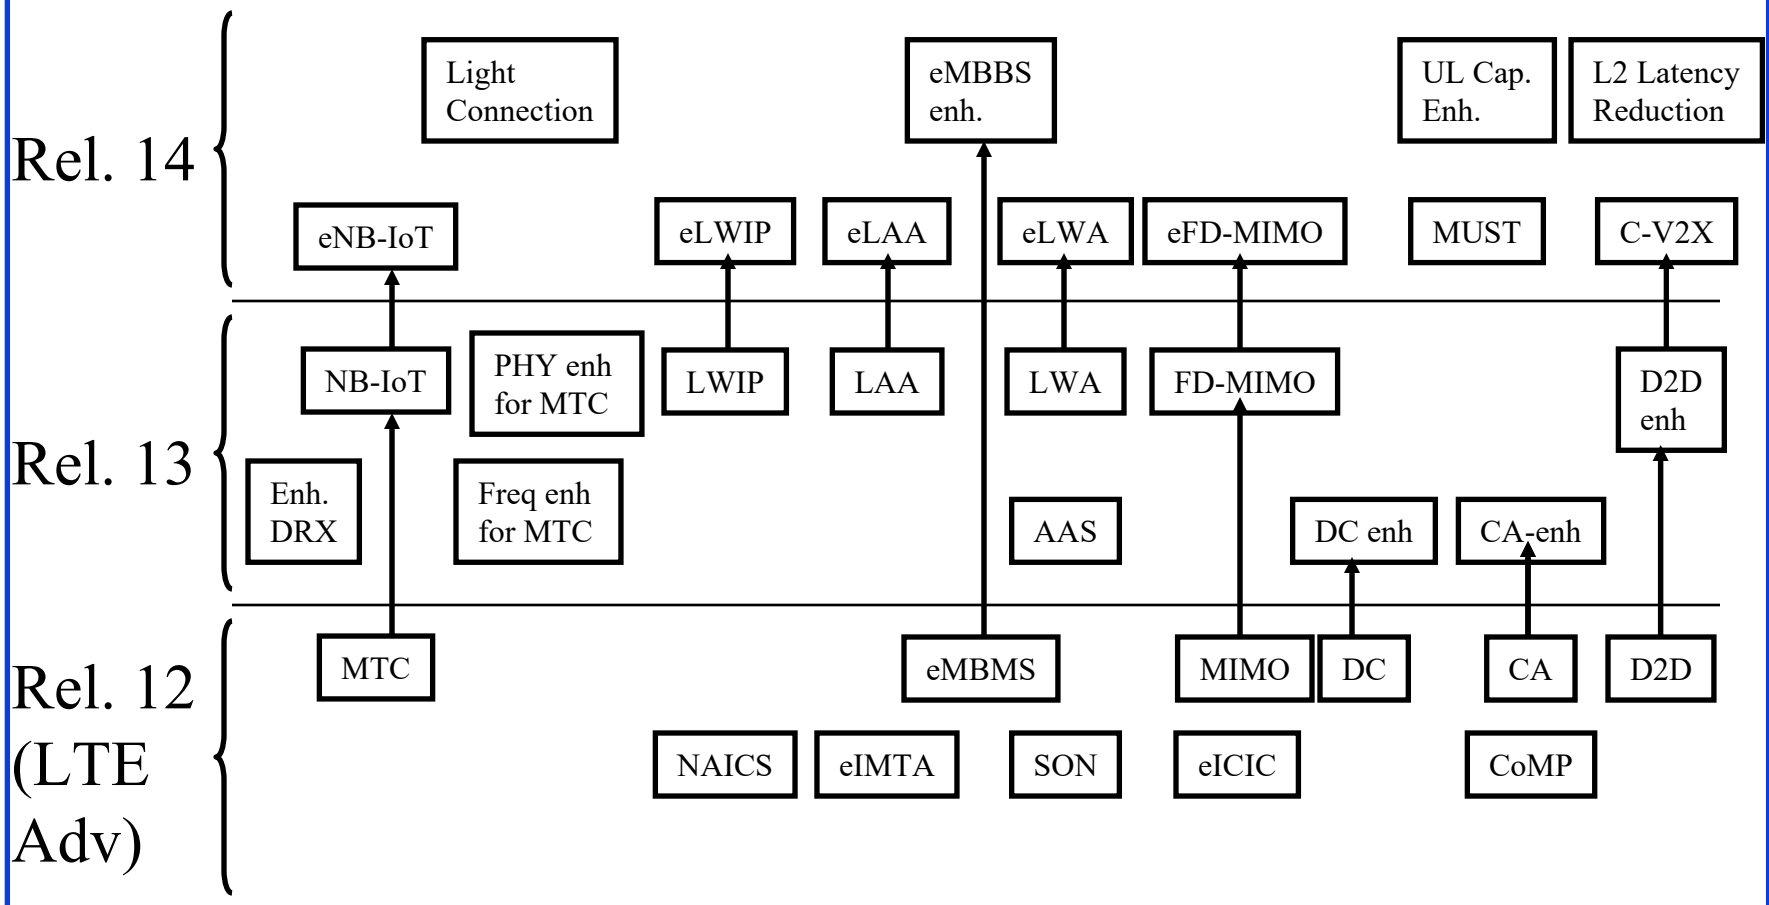 Light
Connection
eMBBS
enh.
UL Cap.
Enh.
L2 Latency
Reduction
Rel. 14
eNB-IoT
eLWIP
eLAA
eLWA
eFD-MIMO
MUST
C-V2X
NB-IoT
PHY enh
for MTC
LWIP
LAA
LWA
FD-MIMO
D2D
enh
Rel. 13
Enh.
DRX
Freq enh
for MTC
AAS
DC enh
CA-enh
Rel. 12
(LTE
Adv)
MTC
eMBMS
MIMO
DC
CA
D2D
NAICS
eIMTA
SON
eICIC
CoMP